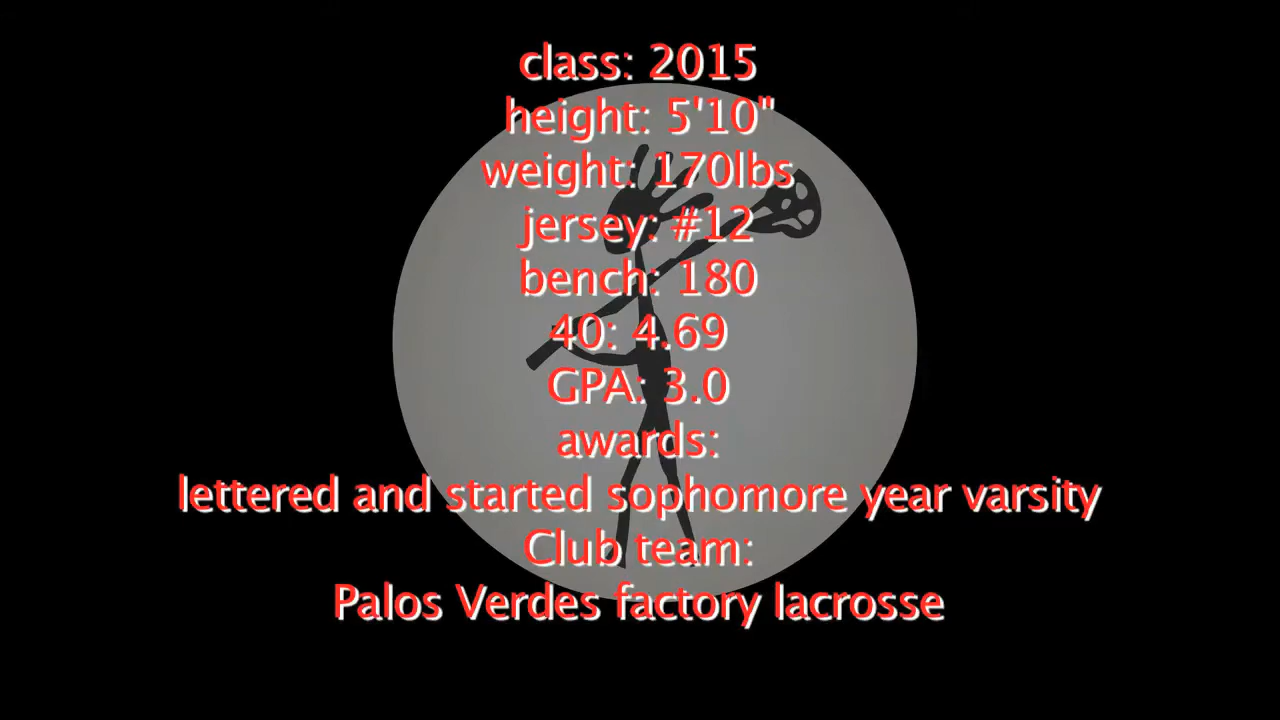 class: 2015
height: 5'10"
weight: 170lbs
jersey: #12
bench: 180
40: 4.69
GPA: 3.0
awards:
lettered and started sophomore year varsity
Club team:
Palos Verdes factory lacrosse